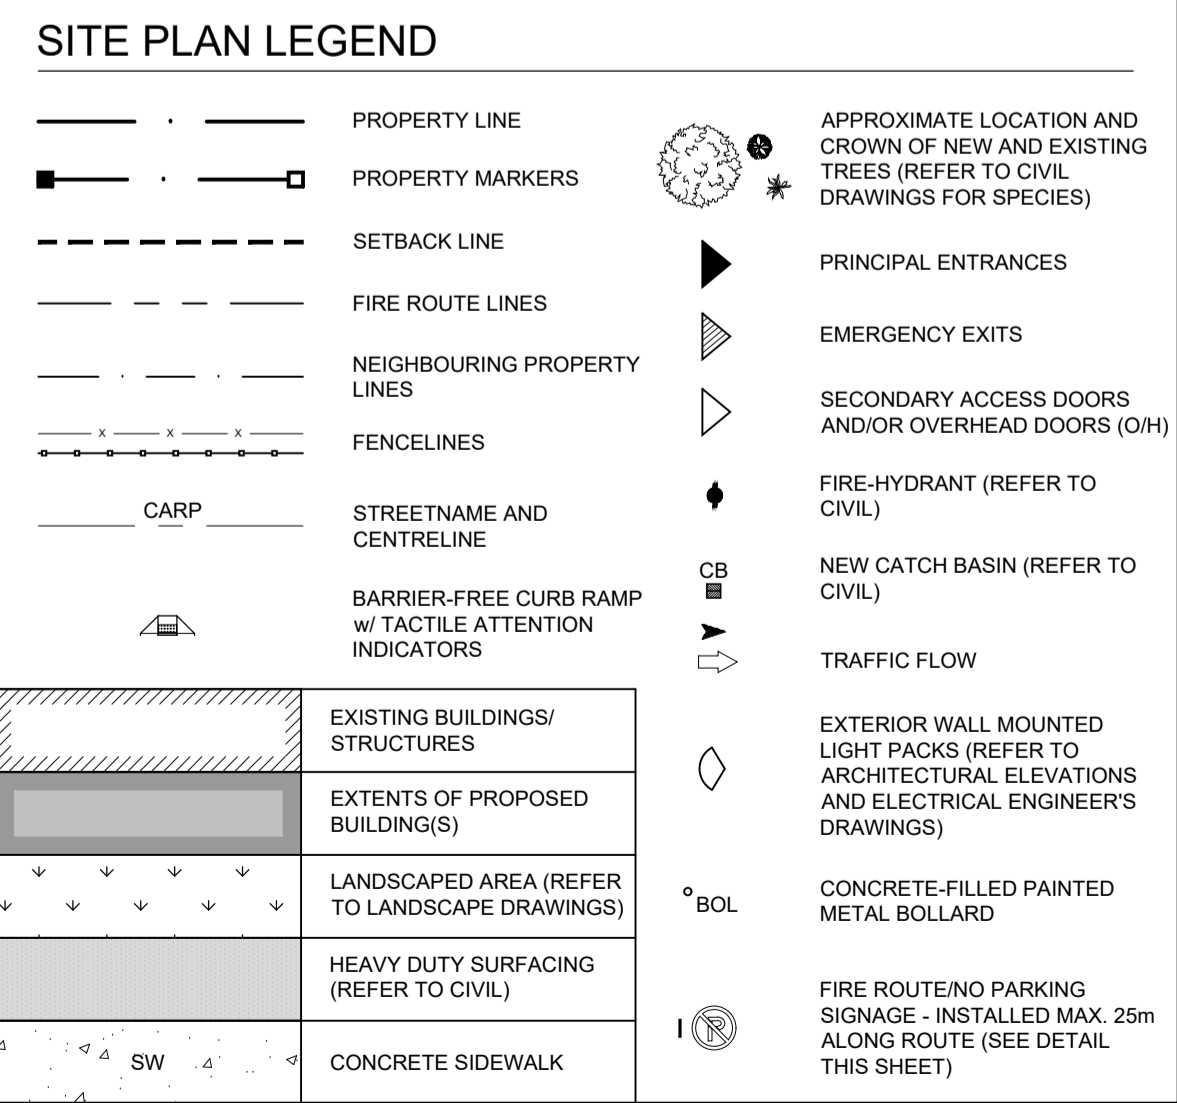 SITE PLAN LEGEND
PROPERTY LINE
PROPERTY MARKERS
SETBACK LINE
FIRE ROUTE LINES
NEIGHBOURING PROPERTY
LINES
x x x
FENCELINES
CARP
STREETNAME AND
CENTRELINE
BARRIER-FREE CURB RAMP
w/ TACTILE ATTENTION
INDICATORS
EXISTING BUILDINGS/
STRUCTURES
EXTENTS OF PROPOSED
BUILDING(S)
LANDSCAPED AREA (REFER
TO LANDSCAPE DRAWINGS)
HEAVY DUTY SURFACING
(REFER TO CIVIL)
SW
CONCRETE SIDEWALK
APPROXIMATE LOCATION AND
CROWN OF NEW AND EXISTING
TREES (REFER TO CIVIL
DRAWINGS FOR SPECIES)
PRINCIPAL ENTRANCES
EMERGENCY EXITS
SECONDARY ACCESS DOORS
AND/OR OVERHEAD DOORS (O/H)
FIRE-HYDRANT (REFER TO
CIVIL)
CB
NEW CATCH BASIN (REFER TO
CIVIL)
TRAFFIC FLOW
EXTERIOR WALL MOUNTED
LIGHT PACKS (REFER TO
ARCHITECTURAL ELEVATIONS
AND ELECTRICAL ENGINEER'S
DRAWINGS)
BOL
CONCRETE-FILLED PAINTED
METAL BOLLARD
P
FIRE ROUTE/NO PARKING
SIGNAGE - INSTALLED MAX. 25m
ALONG ROUTE (SEE DETAIL
THIS SHEET)